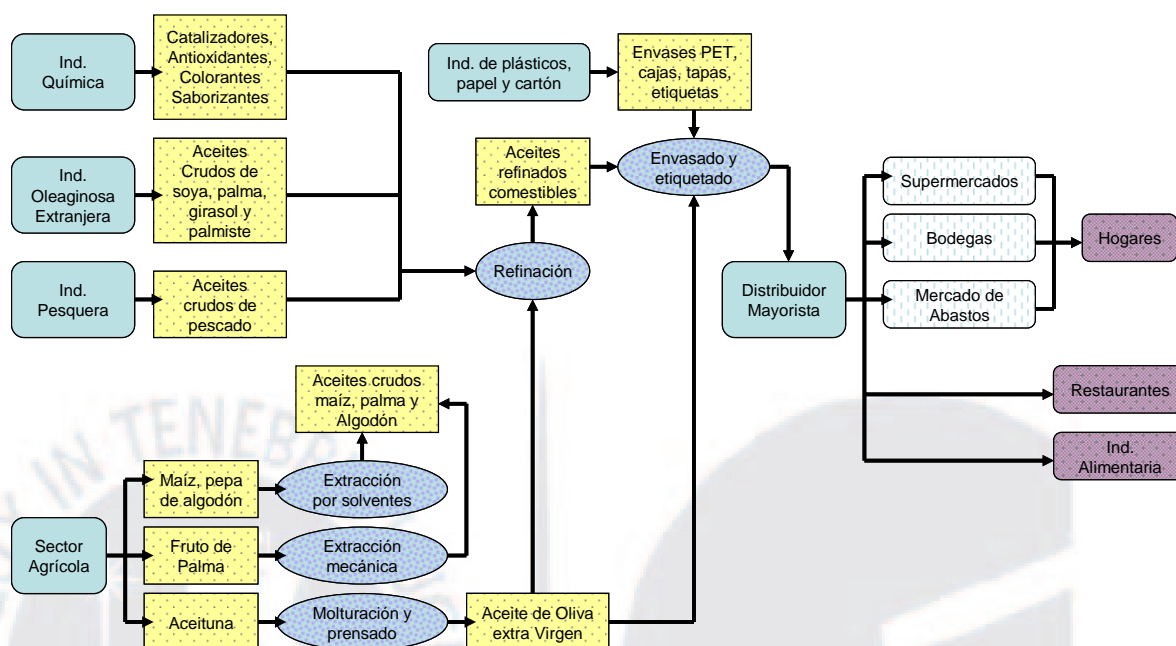 Ind.
Química
Catalizadores,
Antioxidantes,
Colorantes
Saborizantes
Ind. de plásticos,
papel y cartón
Envases PET,
cajas, tapas,
etiquetas
Ind.
Oleaginosa
Extranjera
Aceites
Crudos de
soya, palma,
girasol y
palmiste
Aceites
refinados
comestibles
Envasado y
etiquetado
Supermercados
Bodegas
Hogares
Ind.
Pesquera
Aceites
crudos de
pescado
Refinación
Distribuidor
Mayorista
Mercado de
Abastos
Aceites crudos
maíz, palma y
Algodón
Restaurantes
Ind.
Alimentaria
Maíz, pepa
de algodón
Extracción
por solventes
Sector
Agrícola
Fruto de
Palma
Extracción
mecánica
Aceituna
Molturación y
prensado
Aceite de Oliva
extra Virgen
IN TENEBR